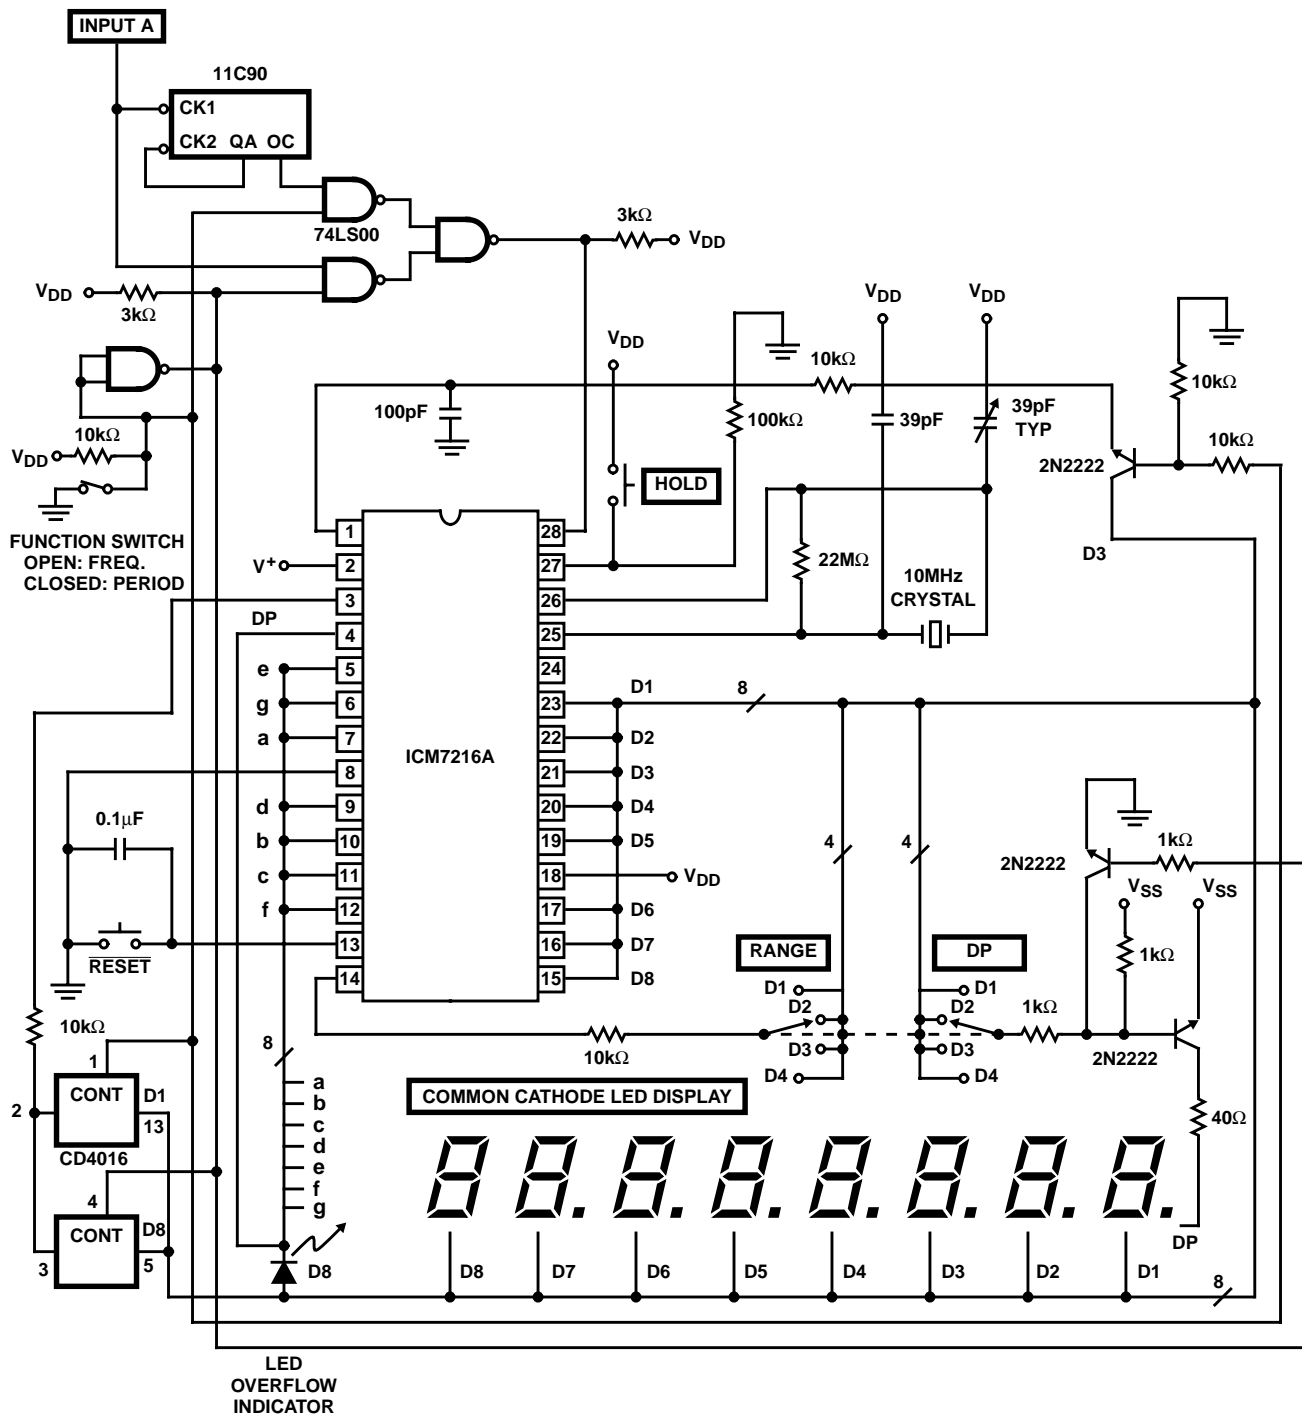 INPUT A
11C90
CK1
CK2 QA OC
74LS00
3kΩ
VDD
VDD
3kΩ
VDD
VDD
VDD
10kΩ
10kΩ
100pF
100kΩ
39pF
39pF
TYP
10kΩ
10kΩ
VDD
2N2222
HOLD
FUNCTION SWITCH
OPEN: FREQ.
CLOSED: PERIOD
V+
D3
22MΩ
10MHz
CRYSTAL
DP
e
g
a
d
b
c
f
1
2
3
4
5
6
7
8
9
10
11
12
13
14
ICM7216A
28
27
26
25
24
23
22
21
20
19
18
17
16
15
D1
D2
D3
D4
D5
VDD
D6
D7
D8
8
4
4
0.1μF
RESET
1kΩ
2N2222
VSS
VSS
1kΩ
RANGE
DP
D1
D2
D3
D4
D1
D2
D3
D4
1kΩ
2N2222
10kΩ
10kΩ
40Ω
8
a
b
c
d
e
f
g
1
CONT
D1
2
13
CD4016
4
CONT
D8
3
5
COMMON CATHODE LED DISPLAY
DP
D8
D8
D7
D6
D5
D4
D3
D2
D1
8
LED
OVERFLOW
INDICATOR